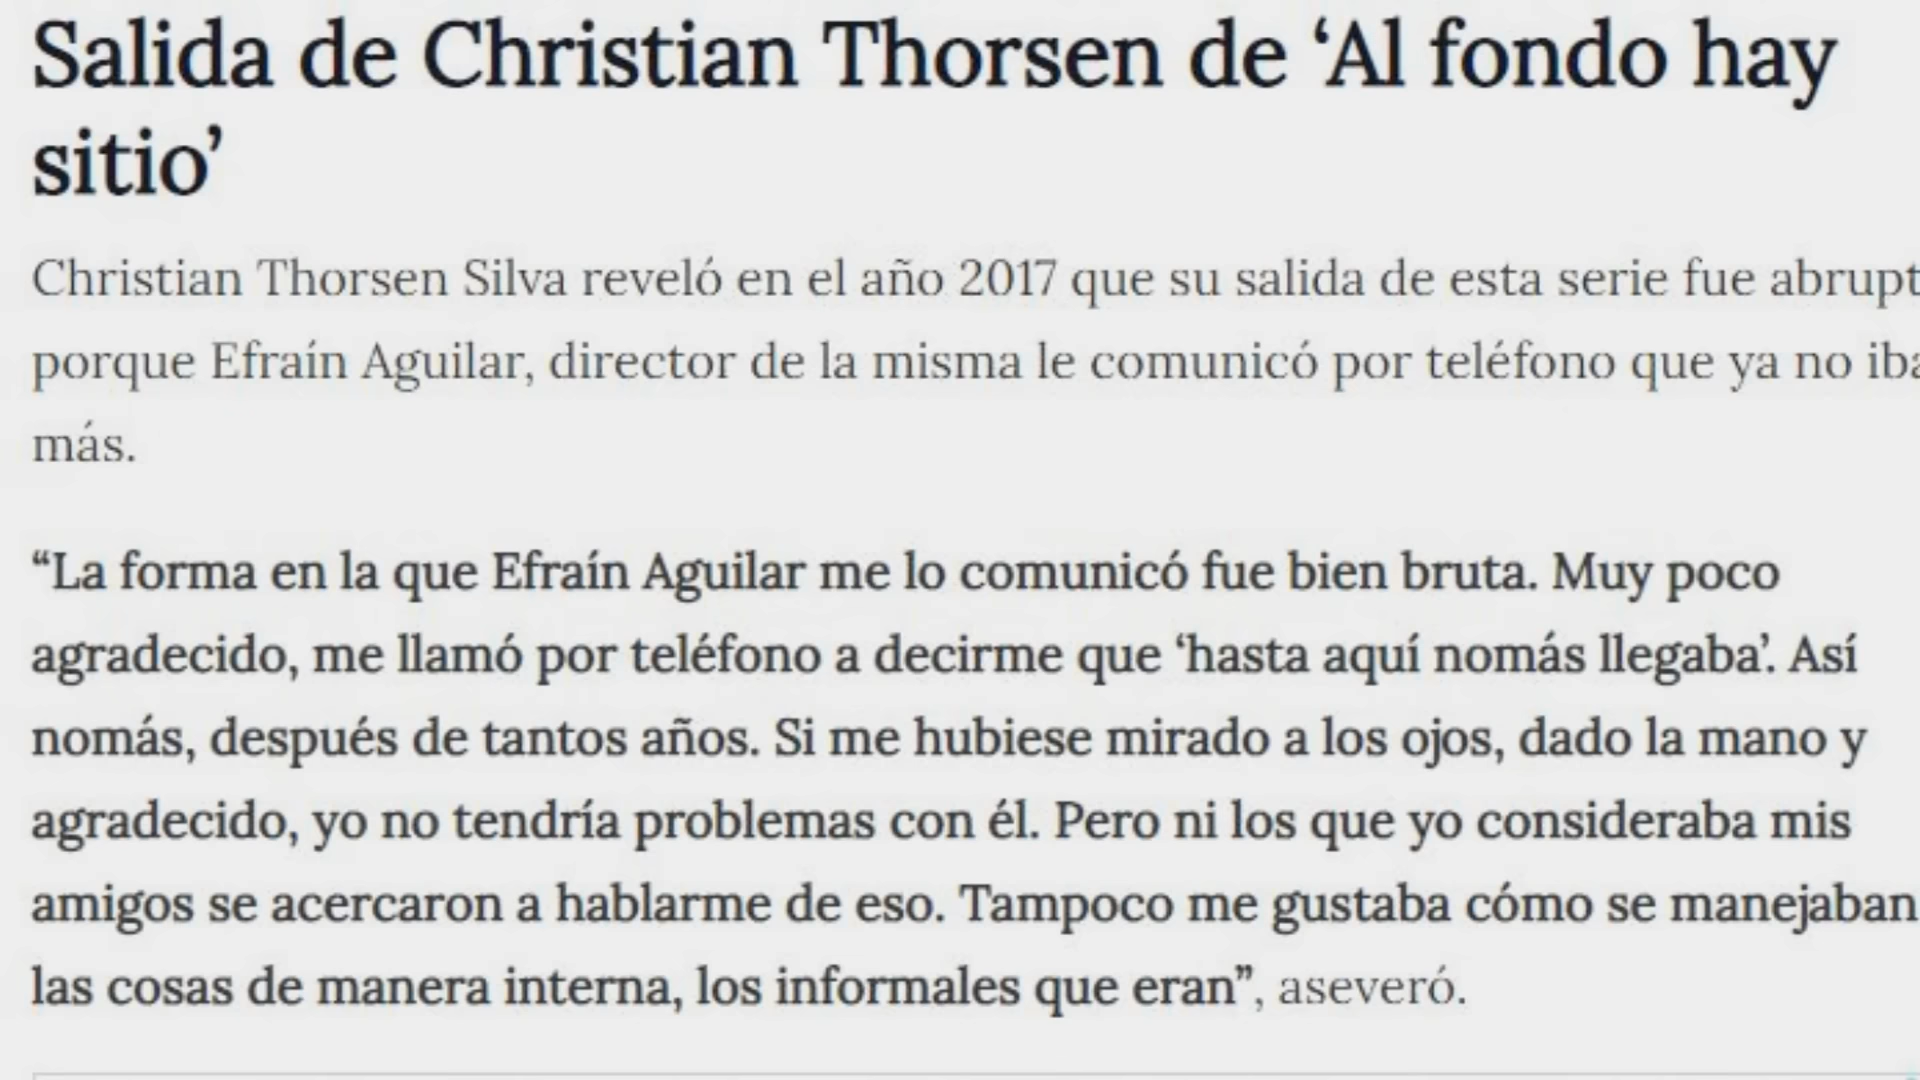 Salida de Christian Thorsen de ‘Al fondo hay
sitio’
Christian Thorsen Silva reveló en el año 2017 que su salida de esta serie fue abrupt
porque Efraín Aguilar, director de la misma le comunicó por teléfono que ya no iba
más.
“La forma en la que Efraín Aguilar me lo comunicó fue bien bruta. Muy poco
agradecido, me llamó por teléfono a decirme que ‘hasta aquí nomás llegaba’. Así
nomás, después de tantos años. Si me hubiese mirado a los ojos, dado la mano y
agradecido, yo no tendría problemas con él. Pero ni los que yo consideraba mis
amigos se acercaron a hablarme de eso. Tampoco me gustaba cómo se manejaban
las cosas de manera interna, los informales que eran”, aseveró.